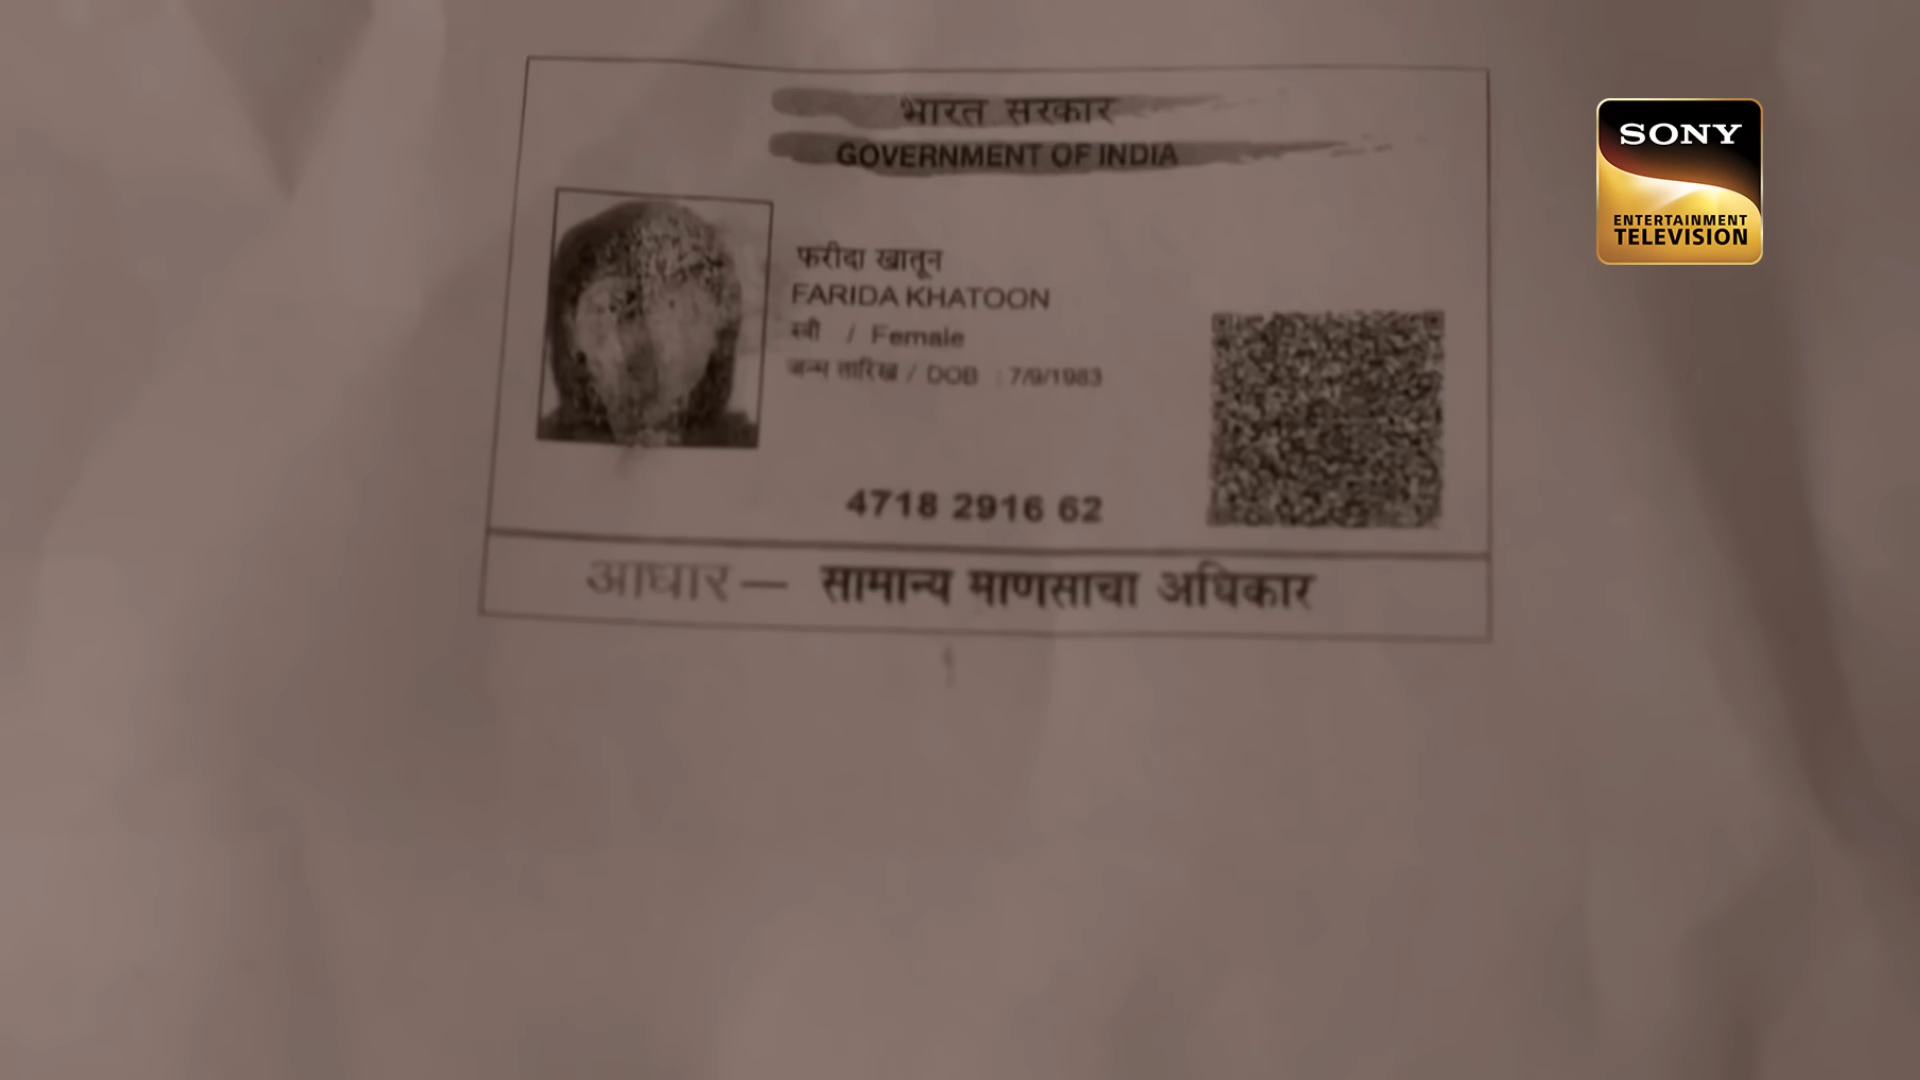 भारत सरकार
GOVERNMENT OF INDIA
फरीदा खातून
FARIDA KHATOON
स्त्री / Female
जन्म तारिख / DOB : 7/9/1983
4718 2916 62
आधार — सामान्य माणसाचा अधिकार
SONY
ENTERTAINMENT
TELEVISION